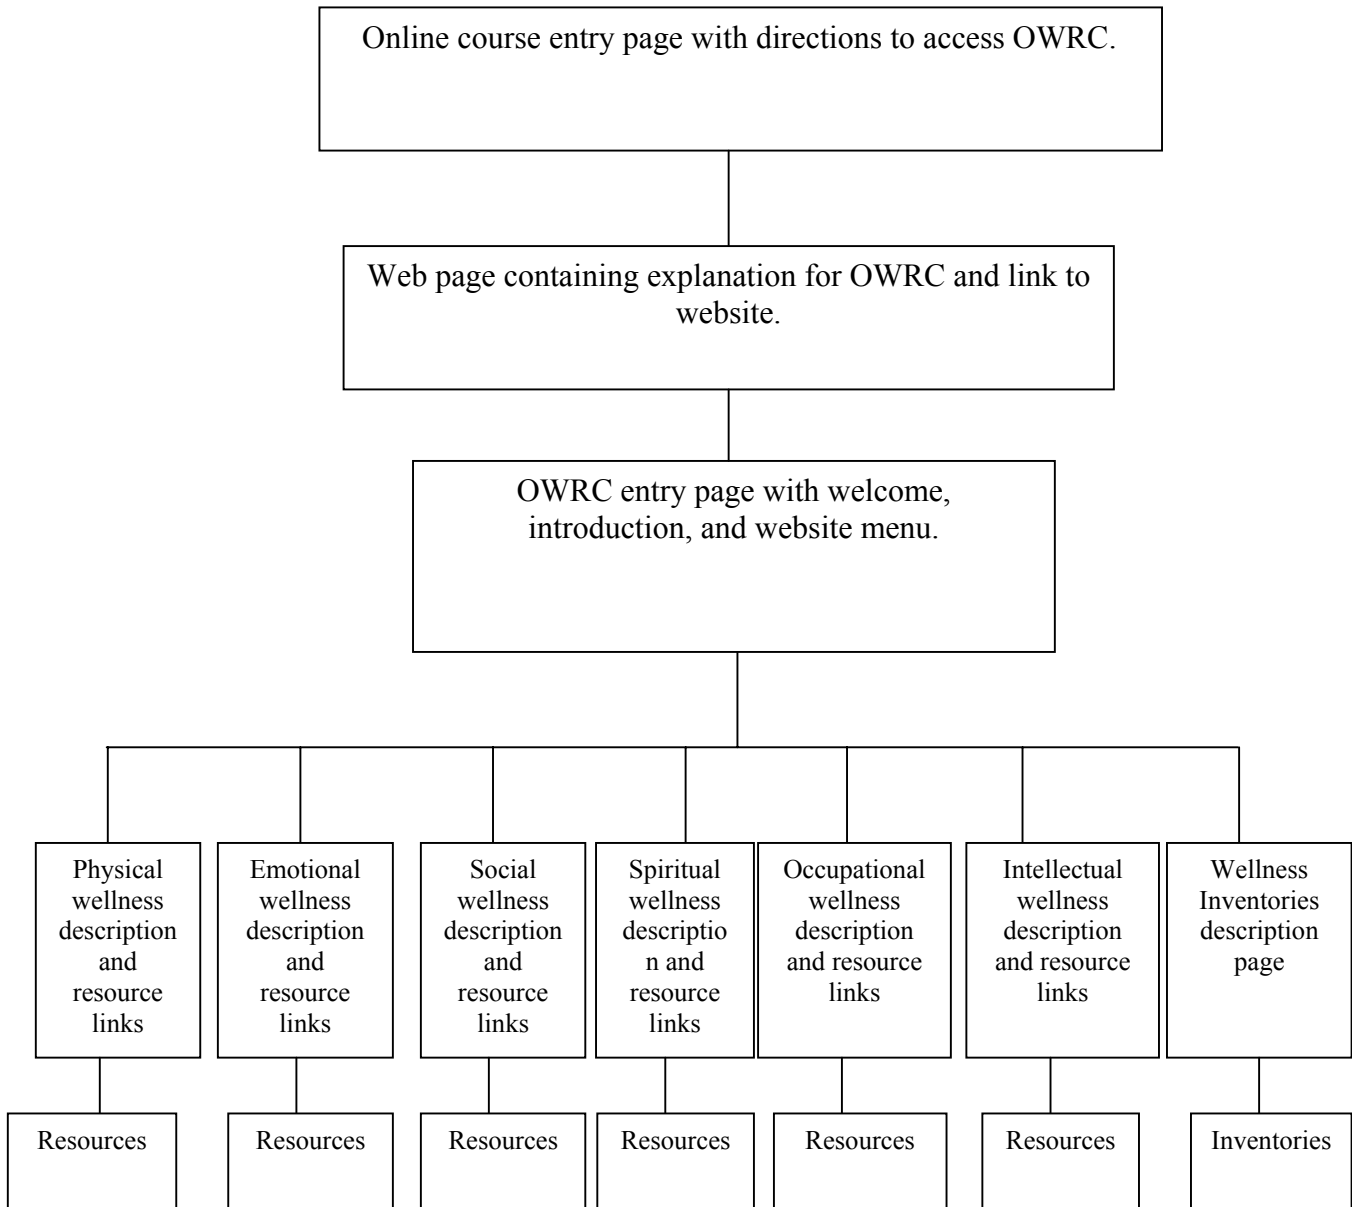 Online course entry page with directions to access OWRC.
Web page containing explanation for OWRC and link to
website.
OWRC entry page with welcome,
introduction, and website menu.
Physical
wellness
description
and
resource
links
Emotional
wellness
description
and
resource
links
Social
wellness
description
and
resource
links
Spiritual
wellness
descriptio
n and
resource
links
Occupational
wellness
description
and resource
links
Intellectual
wellness
description
and resource
links
Wellness
Inventories
description
page
Resources
Resources
Resources
Resources
Resources
Resources
Inventories